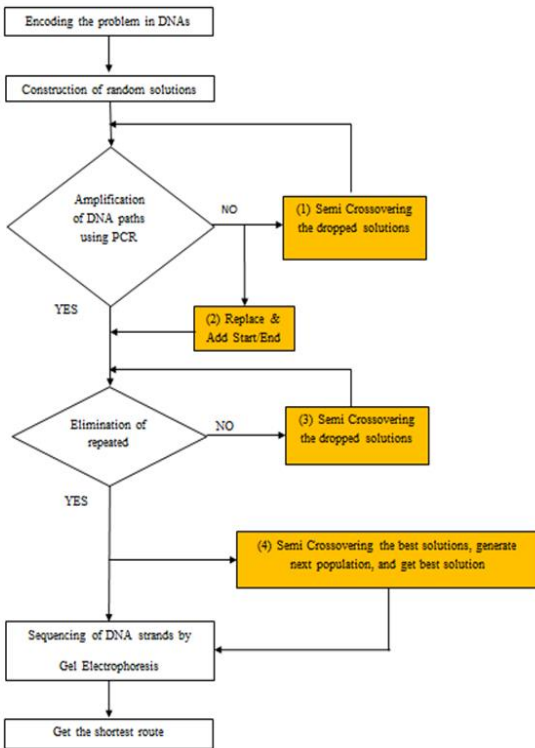 Encoding the problem in DNAs
Construction of random solutions
Amplification
of DNA paths
using PCR
NO
(1) Semi Crossovering
the dropped solutions
YES
(2) Replace &
Add Start/End
Elimination of
repeated
NO
(3) Semi Crossovering
the dropped solutions
YES
(4) Semi Crossovering the best solutions, generate
next population, and get best solution
Sequencing of DNA strands by
Gel Electrophoresis
Get the shortest route